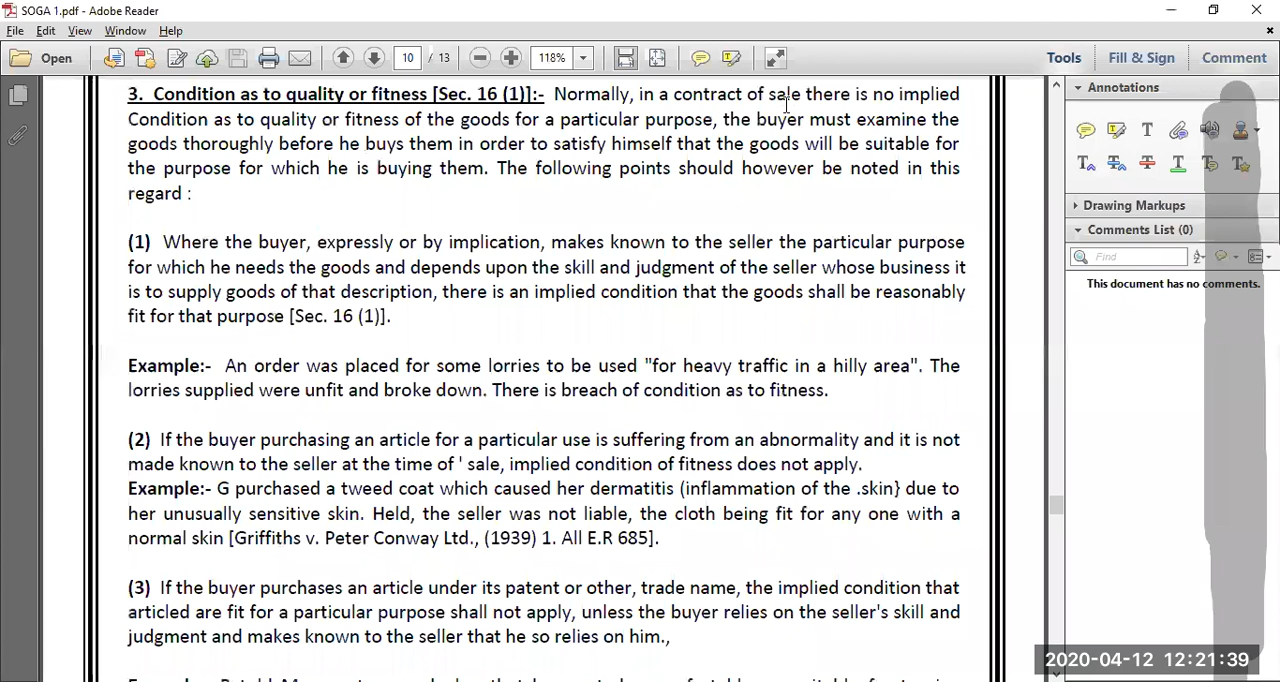 SOGA 1.pdf - Adobe Reader
File Edit View Window Help
Open 10 / 13 118% Tools Fill & Sign Comment
3. Condition as to quality or fitness [Sec. 16 (1)]:- Normally, in a contract of sale there is no implied
Condition as to quality or fitness of the goods for a particular purpose, the buyer must examine the
goods thoroughly before he buys them in order to satisfy himself that the goods will be suitable for
the purpose for which he is buying them. The following points should however be noted in this
regard :
(1) Where the buyer, expressly or by implication, makes known to the seller the particular purpose
for which he needs the goods and depends upon the skill and judgment of the seller whose business it
is to supply goods of that description, there is an implied condition that the goods shall be reasonably
fit for that purpose [Sec. 16 (1)].
Example:- An order was placed for some lorries to be used "for heavy traffic in a hilly area". The
lorries supplied were unfit and broke down. There is breach of condition as to fitness.
(2) If the buyer purchasing an article for a particular use is suffering from an abnormality and it is not
made known to the seller at the time of ' sale, implied condition of fitness does not apply.
Example:- G purchased a tweed coat which caused her dermatitis (inflammation of the .skin} due to
her unusually sensitive skin. Held, the seller was not liable, the cloth being fit for any one with a
normal skin [Griffiths v. Peter Conway Ltd., (1939) 1. All E.R 685].
(3) If the buyer purchases an article under its patent or other, trade name, the implied condition that
articled are fit for a particular purpose shall not apply, unless the buyer relies on the seller's skill and
judgment and makes known to the seller that he so relies on him.,
Annotations
Drawing Markups
Comments List (0)
Find
This document has no comments.
2020-04-12 12:21:39